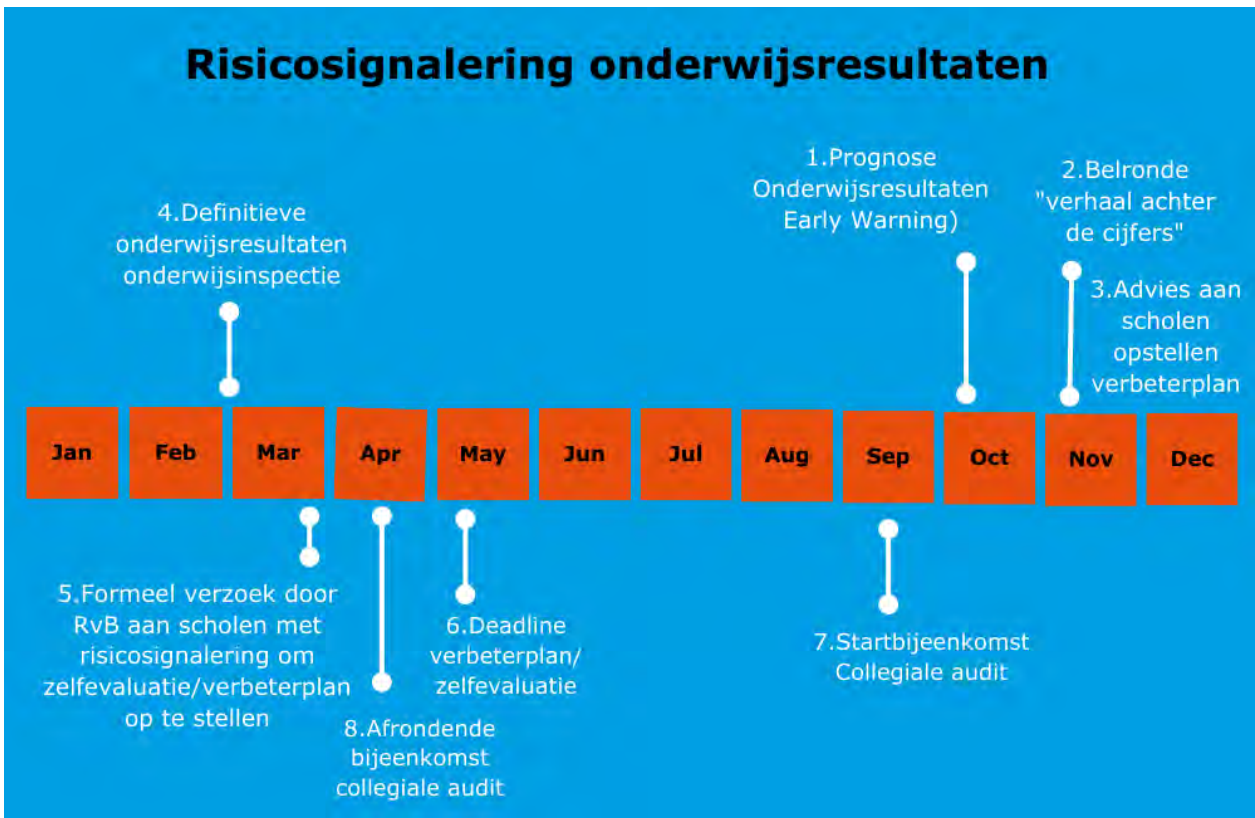 Risicosignalering onderwijsresultaten
1.Prognose
Onderwijsresultaten
Early Warning)
2.Belronde
"verhaal achter
de cijfers"
3.Advies aan
scholen
opstellen
verbeterplan
4.Definitieve
onderwijsresultaten
onderwijsinspectie
Jan
Feb
Mar
Apr
May
Jun
Jul
Aug
Sep
Oct
Nov
Dec
5.Formeel verzoek door
RvB aan scholen met
risicosignalering om
zelfevaluatie/verbeterplan
op te stellen
6.Deadline
verbeterplan/
zelfevaluatie
7.Startbijeenkomst
Collegiale audit
8.Afrondende
bijeenkomst
collegiale audit